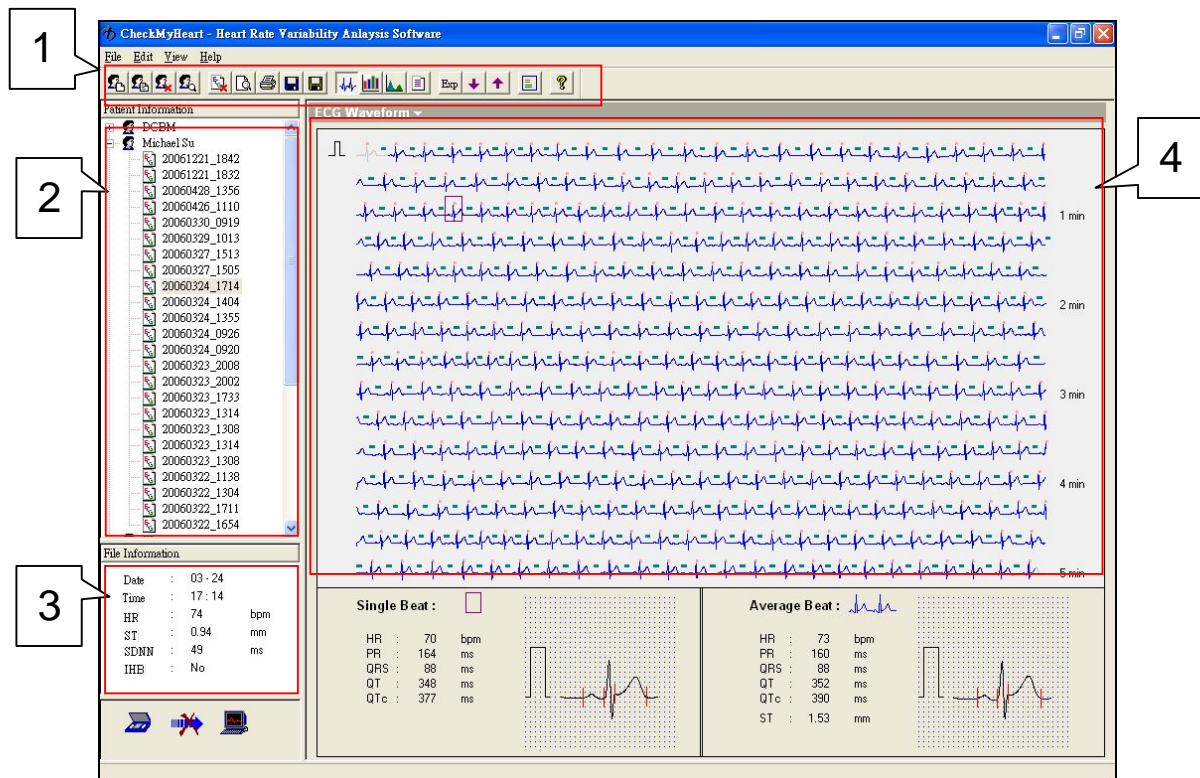 1
CheckMyHeart - Heart Rate Variability Anlaysis Software
File Edit View Help
Exp
Patient Information
ECG Waveform
2
DCBM
Michael Su
20061221_1842
20061221_1832
20060428_1356
20060426_1110
20060330_0919
20060329_1013
20060327_1513
20060327_1505
20060324_1714
20060324_1404
20060324_1355
20060324_0926
20060324_0920
20060323_2008
20060323_2002
20060323_1733
20060323_1314
20060323_1308
20060323_1314
20060323_1308
20060322_1138
20060322_1304
20060322_1711
20060322_1654
4
1 min
2 min
3 min
4 min
5 min
3
File Information
Date : 03 - 24
Time : 17 : 14
HR : 74 bpm
ST : 0.94 mm
SDNN : 49 ms
IHB : No
Single Beat :
HR : 70 bpm
PR : 164 ms
QRS : 88 ms
QT : 348 ms
QTc : 377 ms
Average Beat :
HR : 73 bpm
PR : 160 ms
QRS : 88 ms
QT : 352 ms
QTc : 390 ms
ST : 1.53 mm